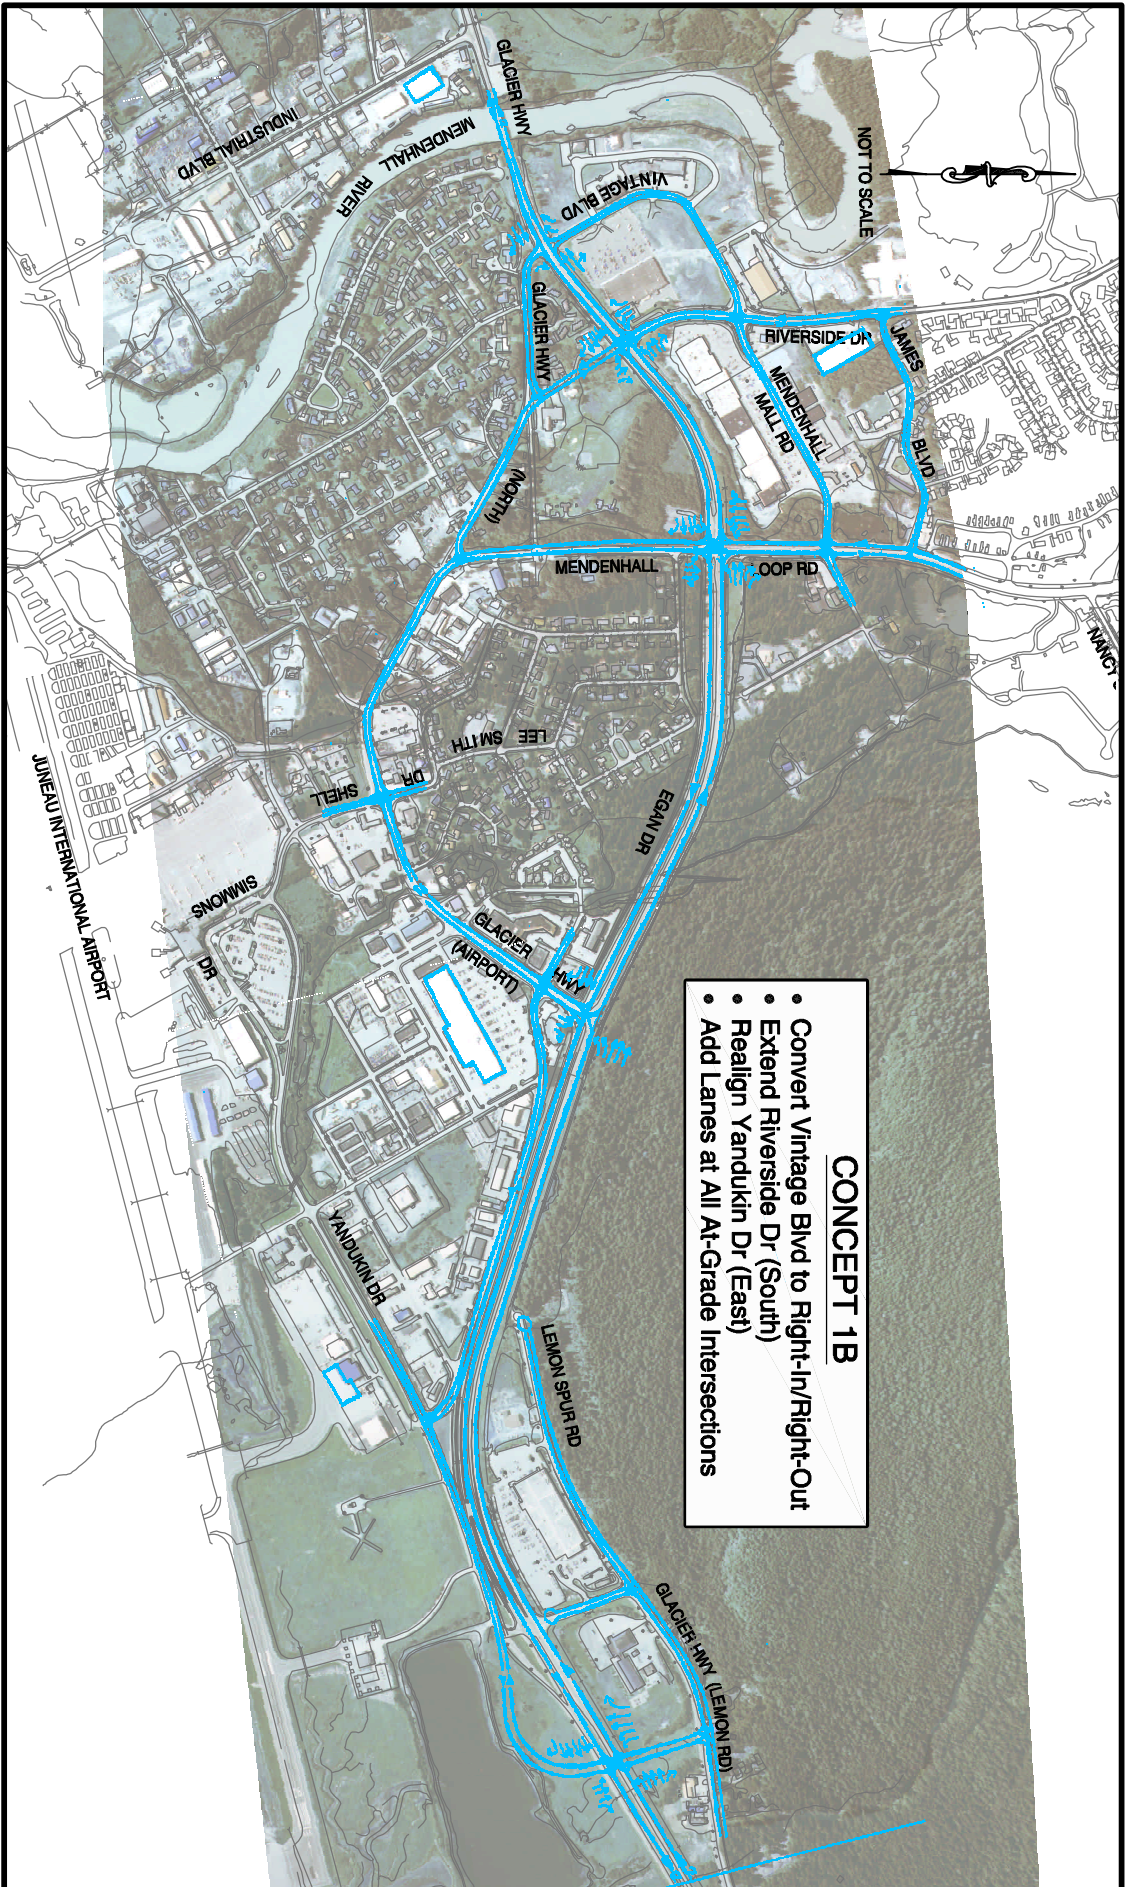 CONCEPT 1B
• Convert Vintage Blvd to Right-In/Right-Out
• Extend Riverside Dr (South)
• Realign Yandukin Dr (East)
• Add Lanes at All At-Grade Intersections
NOT TO SCALE
GLACIER HWY
INDUSTRIAL BLVD
MENDENHALL
RIVER
VINTAGE BLVD
GLACIER HWY
(NORTH)
RIVERSIDE DR
JAMES
BLVD
MENDENHALL
MALL RD
MENDENHALL
LOOP RD
NANCY
LEE
SMITH
DR
SHELL
EGAN DR
SIMMONS
DR
JUNEAU INTERNATIONAL AIRPORT
GLACIER
HWY
(AIRPORT)
YANDUKIN DR
LEMON SPUR RD
GLACIER HWY (LEMON RD)